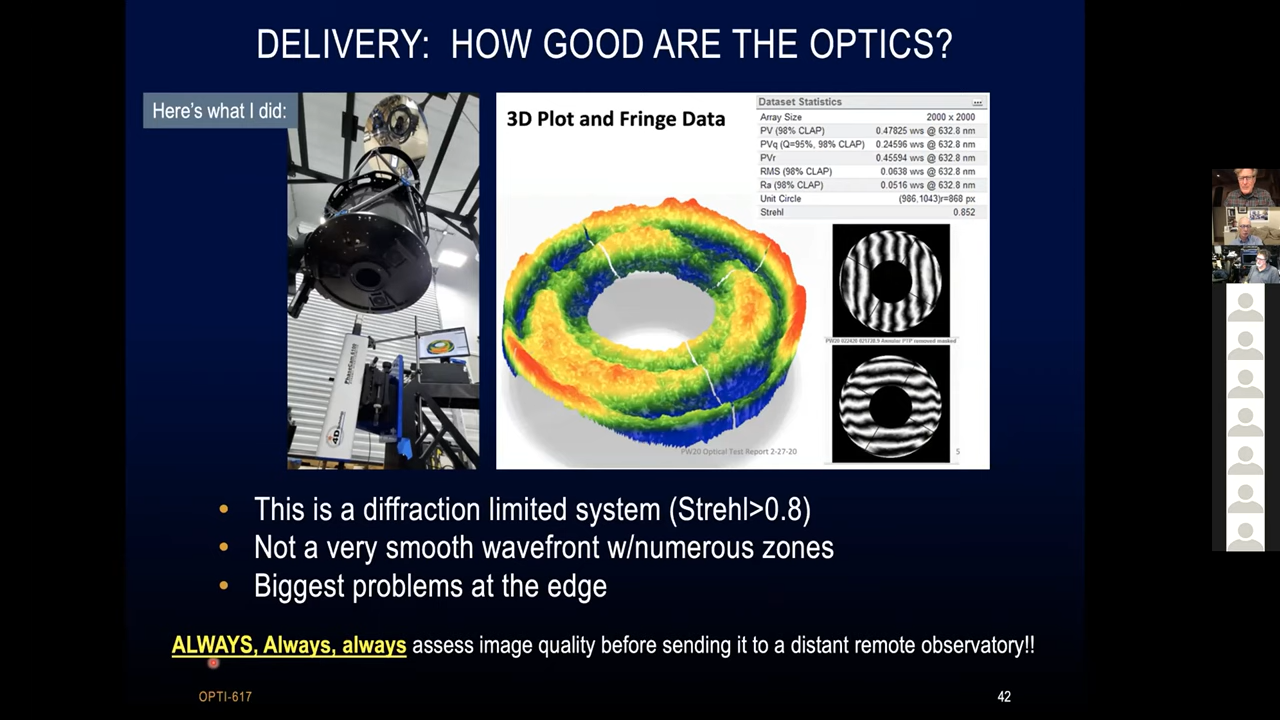 DELIVERY:  HOW GOOD ARE THE OPTICS?
Here's what I did:
3D Plot and Fringe Data
Dataset Statistics
Array Size 2000 x 2000
PV (98% CLAP) 0.47825 wvs @ 632.8 nm
PVq (Q=95%, 98% CLAP) 0.24596 wvs @ 632.8 nm
PVr 0.45594 wvs @ 632.8 nm
RMS (98% CLAP) 0.0638 wvs @ 632.8 nm
Ra (98% CLAP) 0.0516 wvs @ 632.8 nm
Unit Circle (986,1043)r=868 px
Strehl 0.852
4D
PW20 Optical Test Report 2-27-20
5
• This is a diffraction limited system (Strehl>0.8)
• Not a very smooth wavefront w/numerous zones
• Biggest problems at the edge
ALWAYS, Always, always assess image quality before sending it to a distant remote observatory!!
OPTI-617
42